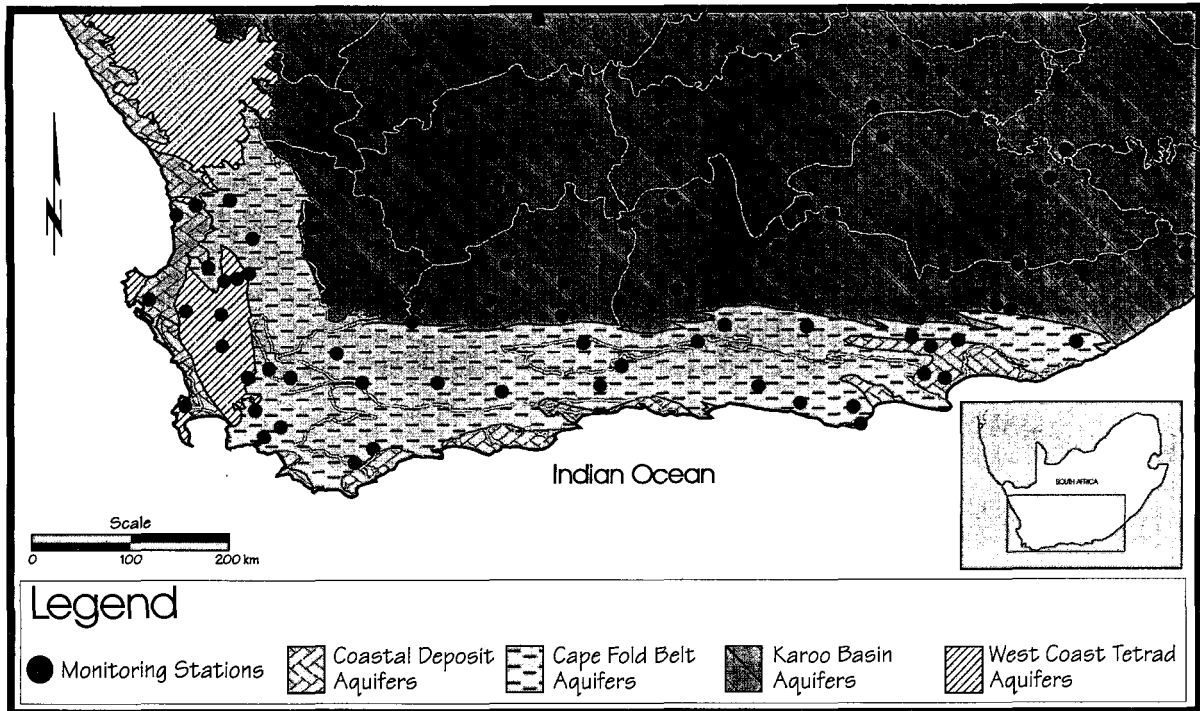 N
Indian Ocean
SOUTH AFRICA
Scale
0 100 200 km
Legend
Monitoring Stations
Coastal Deposit
Aquifers
Cape Fold Belt
Aquifers
Karoo Basin
Aquifers
West Coast Tetrad
Aquifers